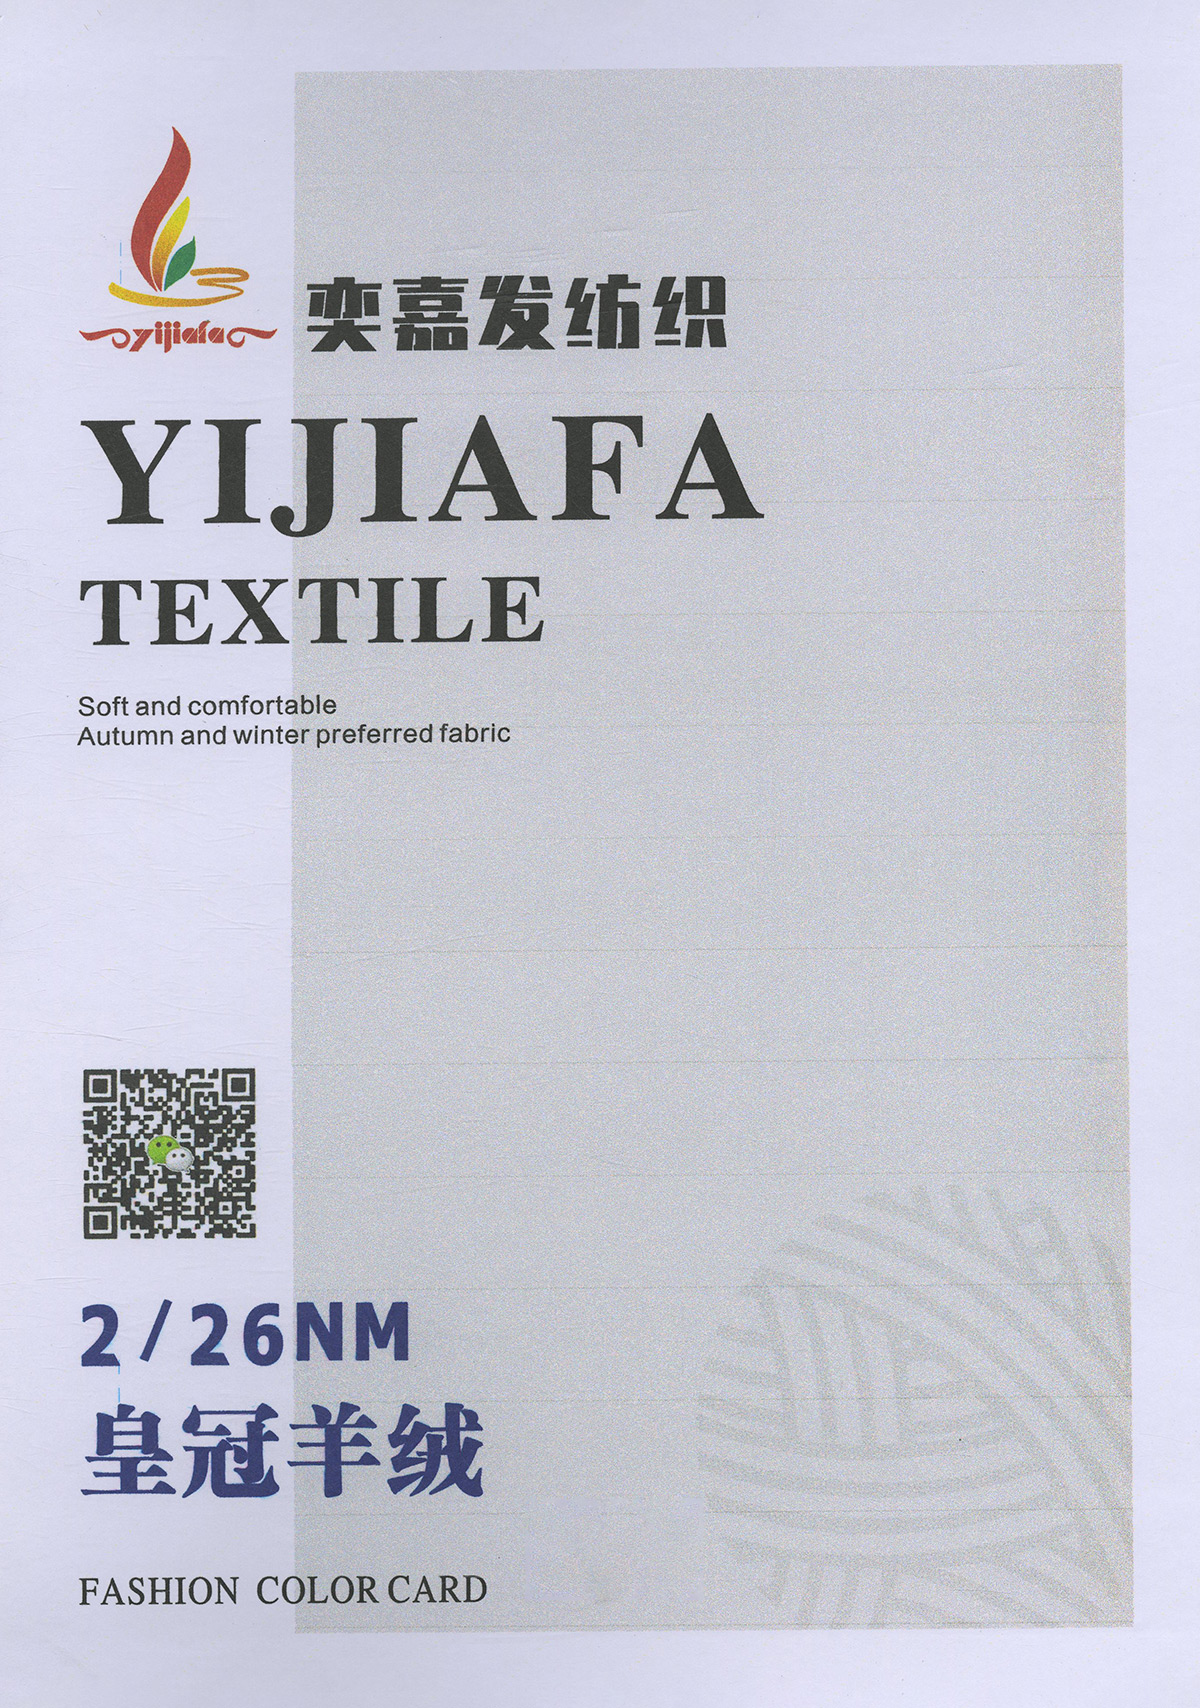 yijiafa
奕嘉发纺织
YIJIAFA
TEXTILE
Soft and comfortable
Autumn and winter preferred fabric
2/26NM
皇冠羊绒
FASHION COLOR CARD